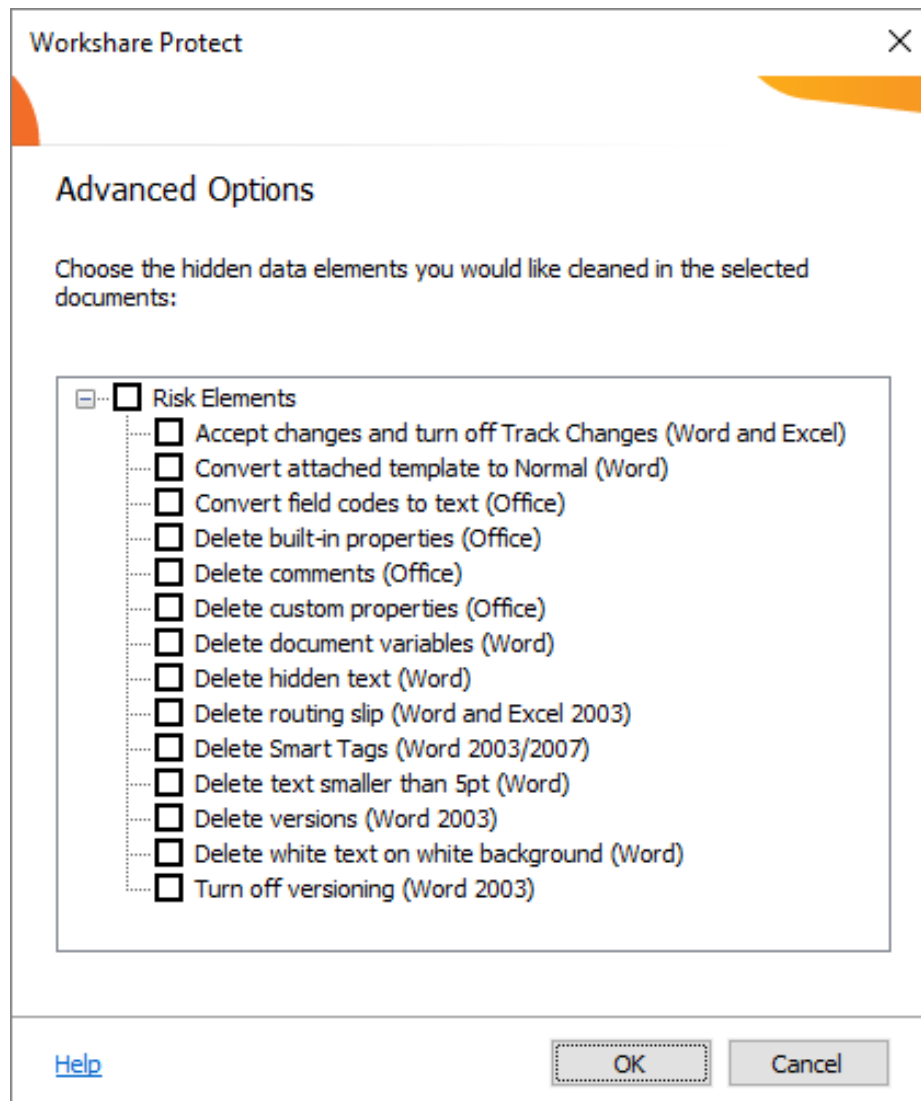 Workshare Protect
Advanced Options
Choose the hidden data elements you would like cleaned in the selected
documents:
Risk Elements
Accept changes and turn off Track Changes (Word and Excel)
Convert attached template to Normal (Word)
Convert field codes to text (Office)
Delete built-in properties (Office)
Delete comments (Office)
Delete custom properties (Office)
Delete document variables (Word)
Delete hidden text (Word)
Delete routing slip (Word and Excel 2003)
Delete Smart Tags (Word 2003/2007)
Delete text smaller than 5pt (Word)
Delete versions (Word 2003)
Delete white text on white background (Word)
Turn off versioning (Word 2003)
Help OK Cancel